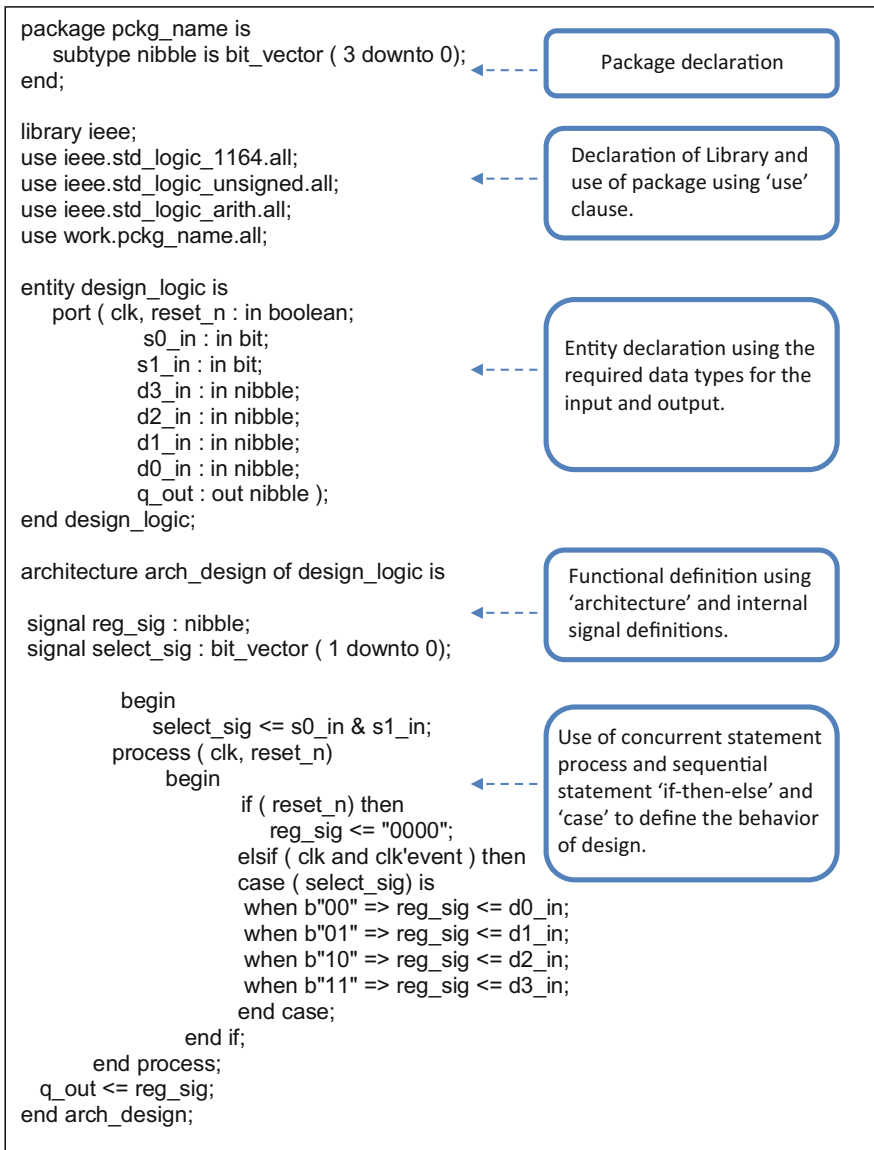 package pckg_name is
subtype nibble is bit_vector ( 3 downto 0);
end;
Package declaration
library ieee;
use ieee.std_logic_1164.all;
use ieee.std_logic_unsigned.all;
use ieee.std_logic_arith.all;
use work.pckg_name.all;
Declaration of Library and
use of package using ‘use’
clause.
entity design_logic is
port ( clk, reset_n : in boolean;
s0_in : in bit;
s1_in : in bit;
d3_in : in nibble;
d2_in : in nibble;
d1_in : in nibble;
d0_in : in nibble;
q_out : out nibble );
end design_logic;
Entity declaration using the
required data types for the
input and output.
architecture arch_design of design_logic is
signal reg_sig : nibble;
signal select_sig : bit_vector ( 1 downto 0);
Functional definition using
‘architecture’ and internal
signal definitions.
begin
select_sig <= s0_in & s1_in;
process ( clk, reset_n)
begin
if ( reset_n) then
reg_sig <= "0000";
elsif ( clk and clk'event ) then
case ( select_sig) is
when b"00" => reg_sig <= d0_in;
when b"01" => reg_sig <= d1_in;
when b"10" => reg_sig <= d2_in;
when b"11" => reg_sig <= d3_in;
end case;
end if;
end process;
q_out <= reg_sig;
end arch_design;
Use of concurrent statement
process and sequential
statement ‘if-then-else’ and
‘case’ to define the behavior
of design.